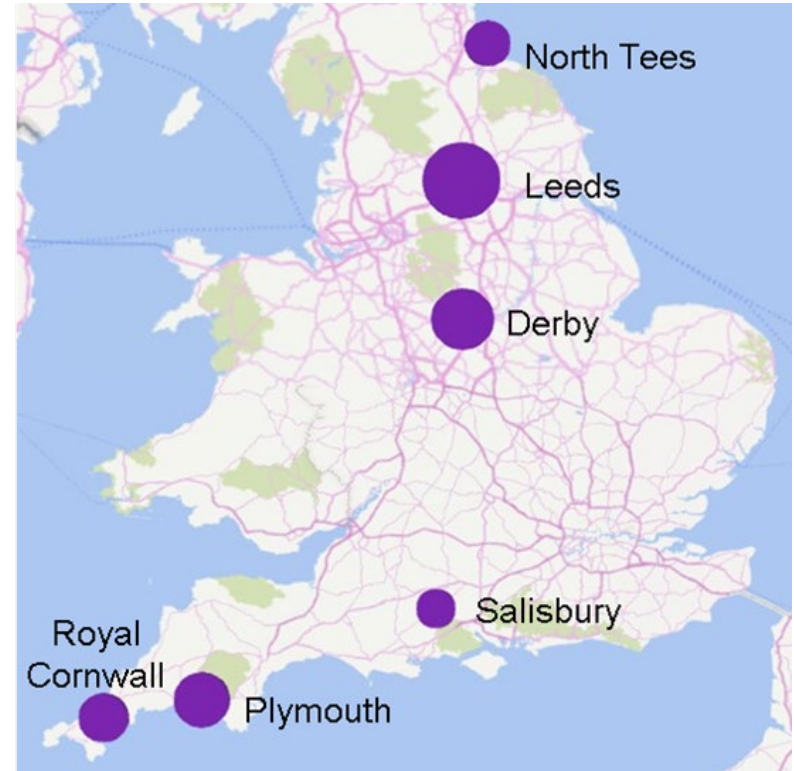 North Tees
Leeds
Derby
Salisbury
Royal
Cornwall
Plymouth